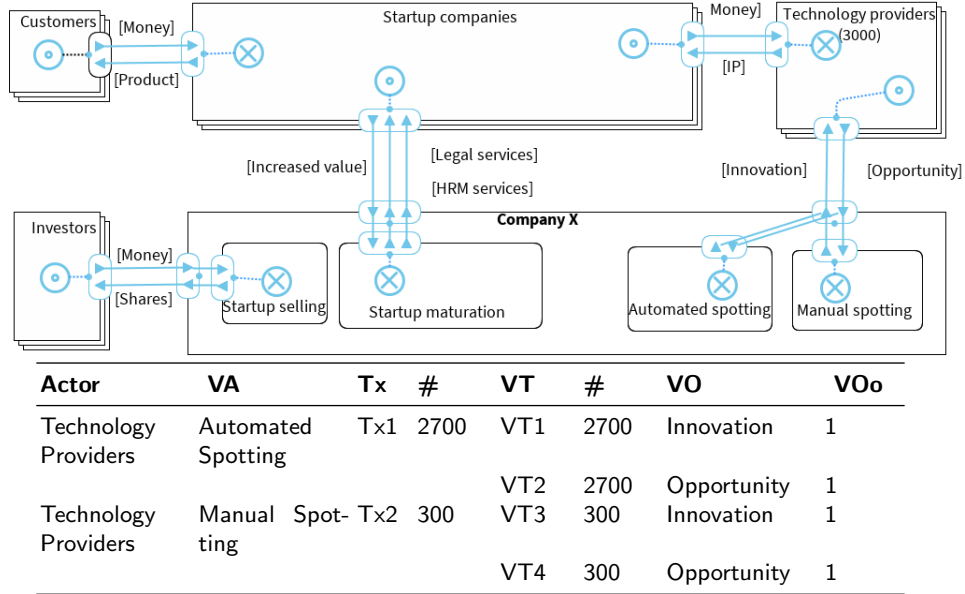 Customers
[Money]
[Product]
Startup companies
Money]
[IP]
Technology providers
(3000)
[Increased value]
[Legal services]
[HRM services]
[Innovation]
[Opportunity]
Investors
[Money]
[Shares]
Company X
Startup selling
Startup maturation
Automated spotting
Manual spotting
Actor VA Tx # VT # VO VOo
Technology Automated Tx1 2700 VT1 2700 Innovation 1
Providers Spotting
VT2 2700 Opportunity 1
Technology Manual Spot- Tx2 300 VT3 300 Innovation 1
Providers ting
VT4 300 Opportunity 1